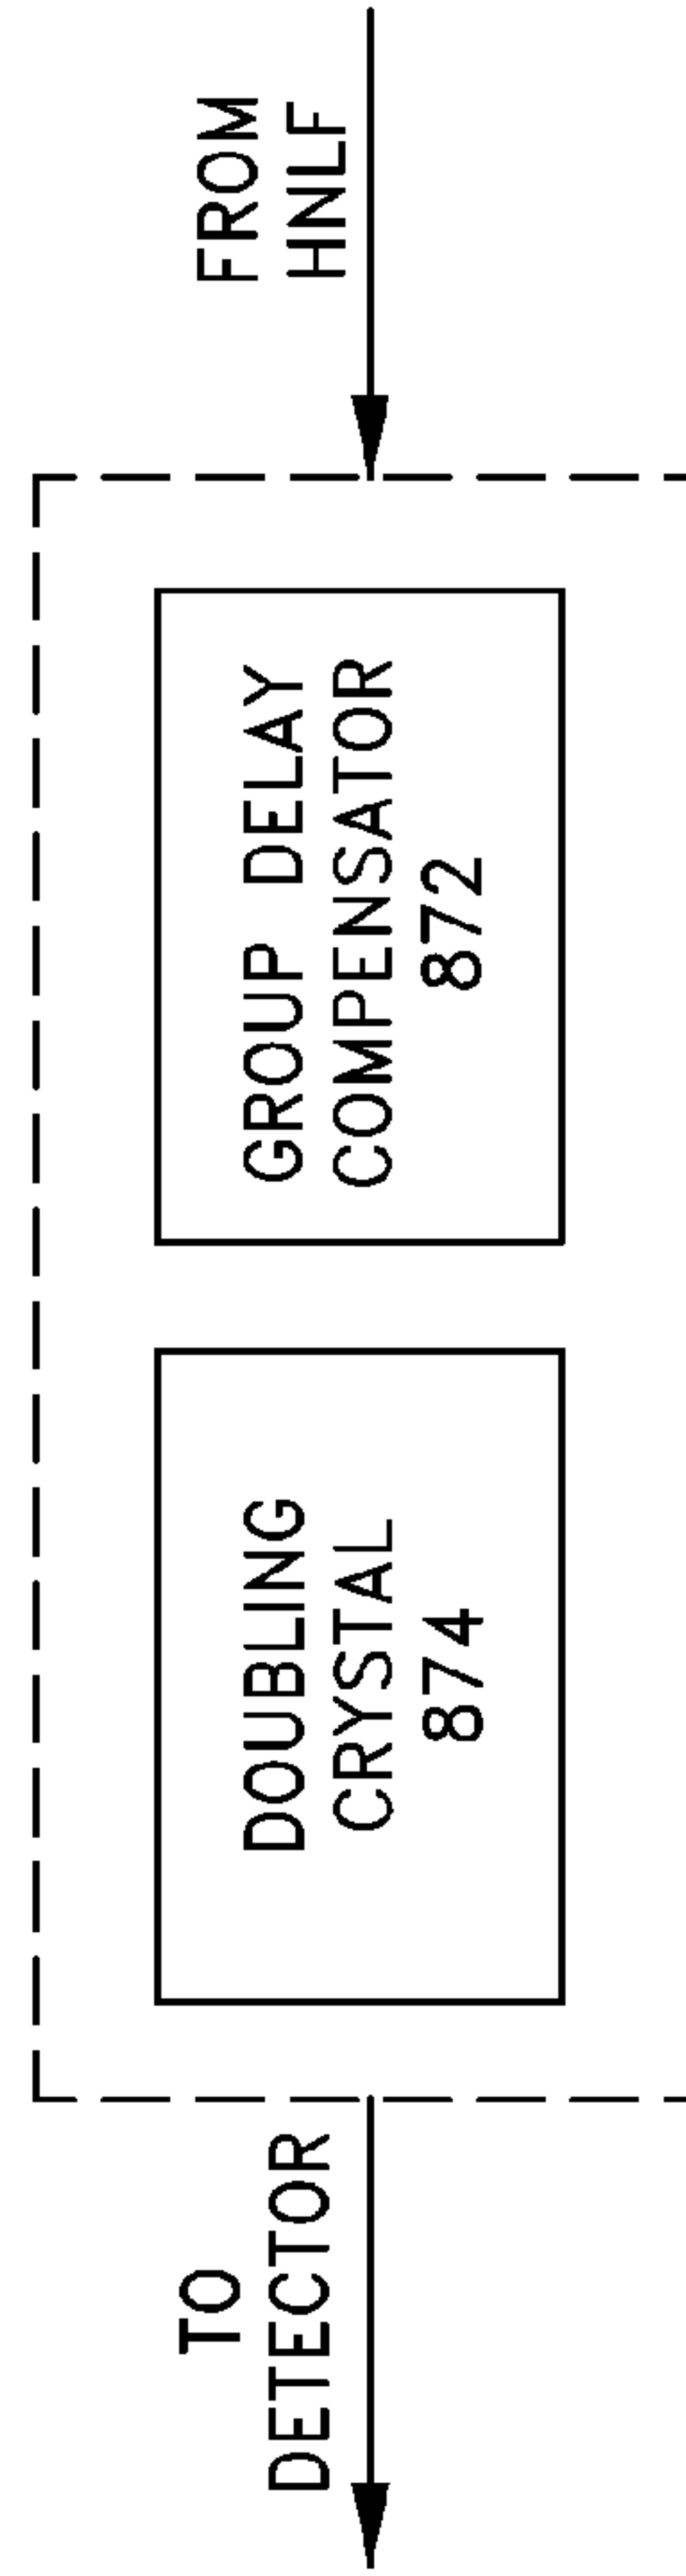 TO
DETECTOR
DOUBLING
CRYSTAL
874
GROUP DELAY
COMPENSATOR
872
FROM
HNLF